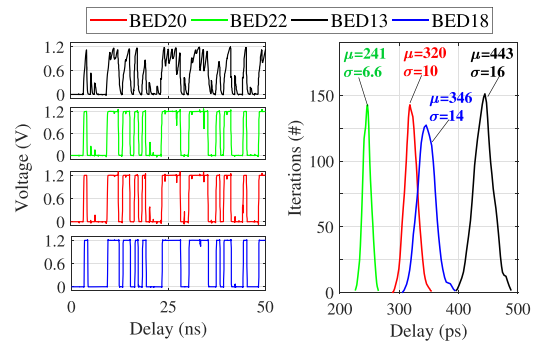 BED20 BED22 BED13 BED18
Voltage (V)
1.2
0.6
0
1.2
0.6
0
1.2
0.6
0
1.2
0.6
0
0 25 50
Delay (ns)
Iterations (#)
150
100
50
0
200 300 400 500
Delay (ps)
μ=241
σ=6.6
μ=320
σ=10
μ=346
σ=14
μ=443
σ=16